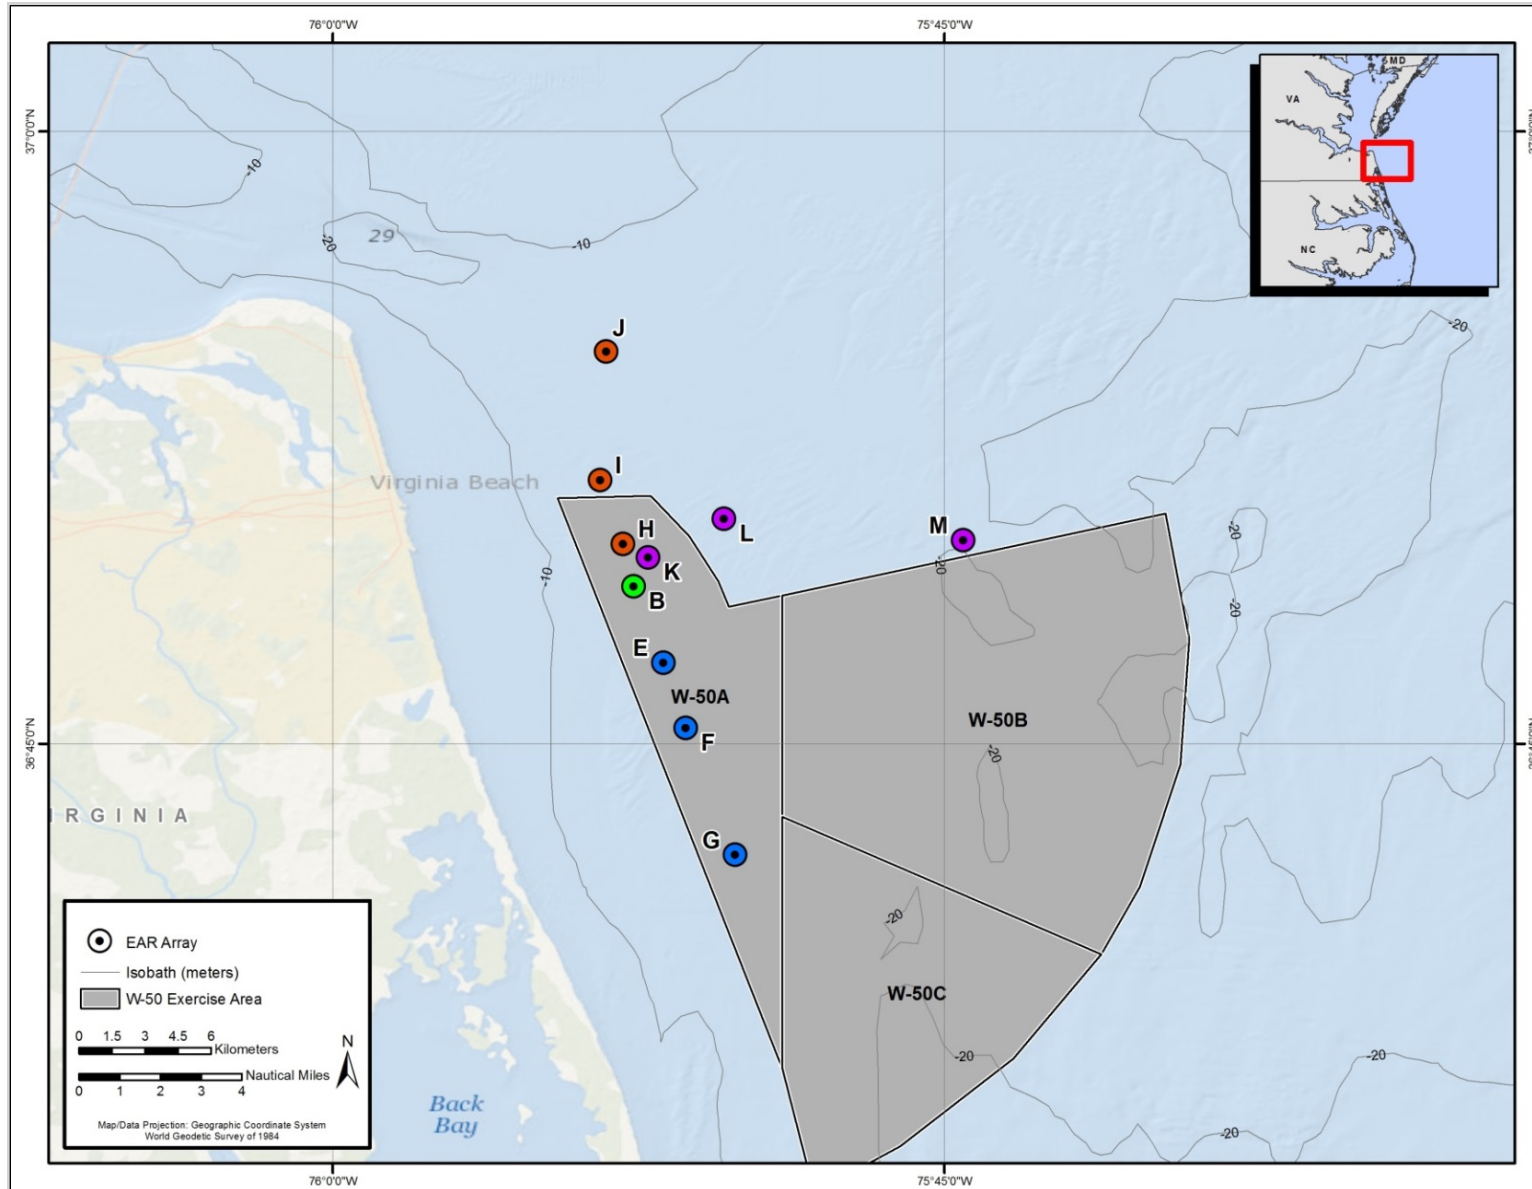 76°0'0"W
75°45'0"W
MD
VA
NC
37°0'0"N
-10
-20
29
-10
-20
J
I
Virginia Beach
H
L
M
K
B
-10
-20
-20
-20
E
W-50A
W-50B
F
36°45'0"N
-20
IRGINIA
G
-20
W-50C
-20
-20
-20
EAR Array
Isobath (meters)
W-50 Exercise Area
0 1.5 3 4.5 6
Kilometers
N
Nautical Miles
0 1 2 3 4
Map/Data Projection: Geographic Coordinate System
World Geodetic Survey of 1984
Back
Bay
76°0'0"W
75°45'0"W